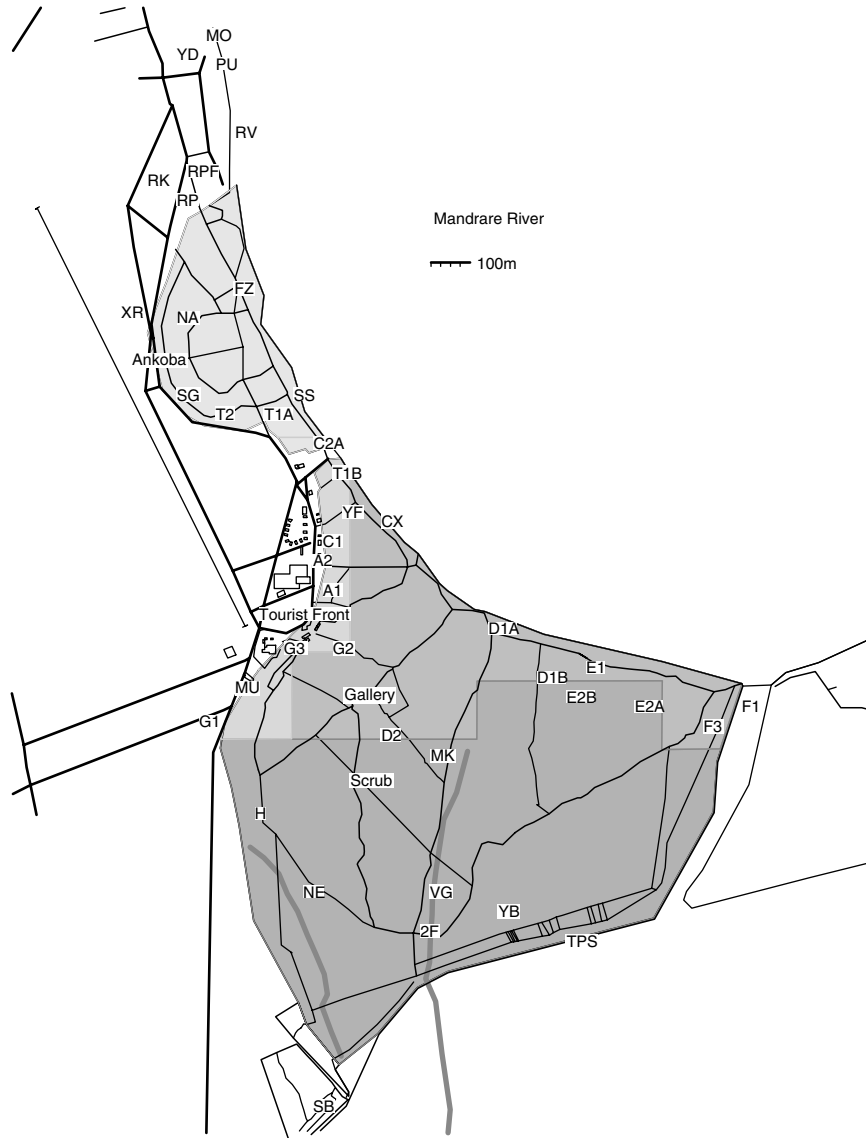 MO
YD
PU
RV
RPF
RK
RP
Mandrare River
100m
FZ
XR
NA
Ankoba
SG
SS
T2
T1A
C2A
T1B
YF
CX
C1
A2
A1
Tourist Front
D1A
G3
G2
E1
D1B
MU
Gallery
E2B
E2A
F1
G1
F3
D2
MK
Scrub
H
NE
VG
YB
2F
TPS
SB